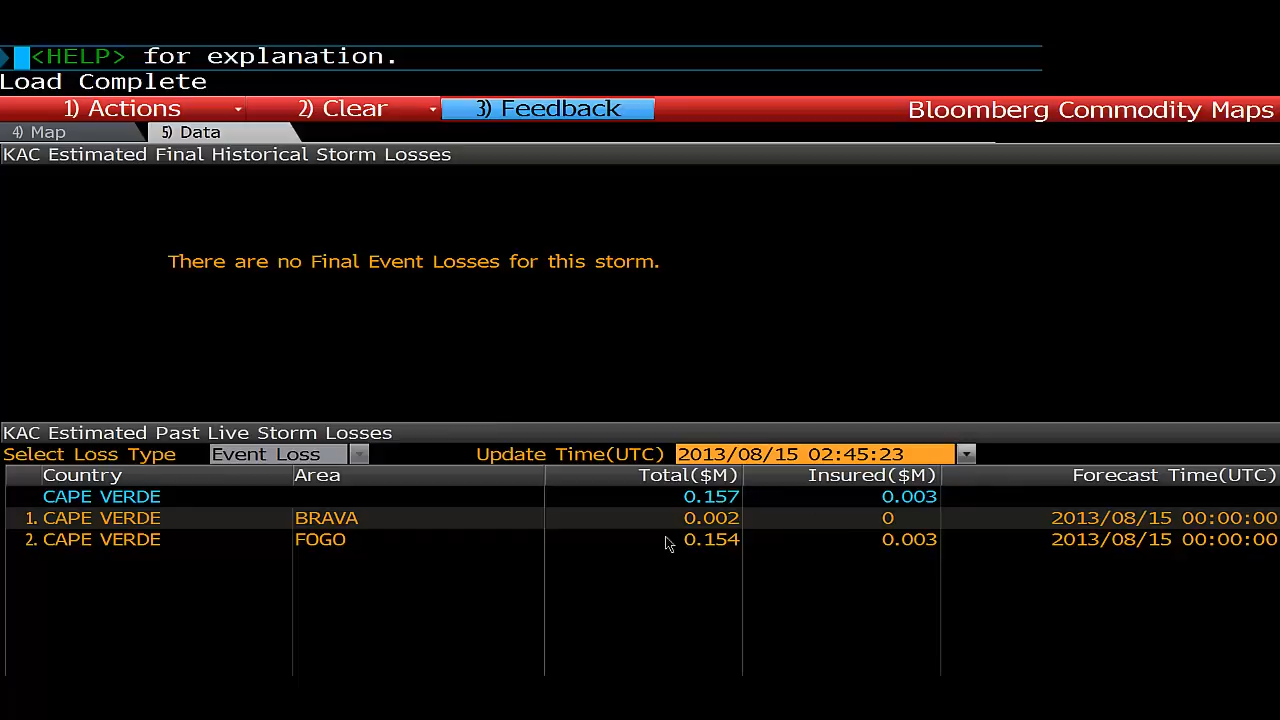 <HELP> for explanation.
Load Complete
1) Actions 2) Clear 3) Feedback Bloomberg Commodity Maps
4) Map 5) Data
KAC Estimated Final Historical Storm Losses
There are no Final Event Losses for this storm.
KAC Estimated Past Live Storm Losses
Select Loss Type Event Loss Update Time(UTC) 2013/08/15 02:45:23
Country Area Total($M) Insured($M) Forecast Time(UTC)
CAPE VERDE 0.157 0.003
1. CAPE VERDE BRAVA 0.002 0 2013/08/15 00:00:00
2. CAPE VERDE FOGO 0.154 0.003 2013/08/15 00:00:00